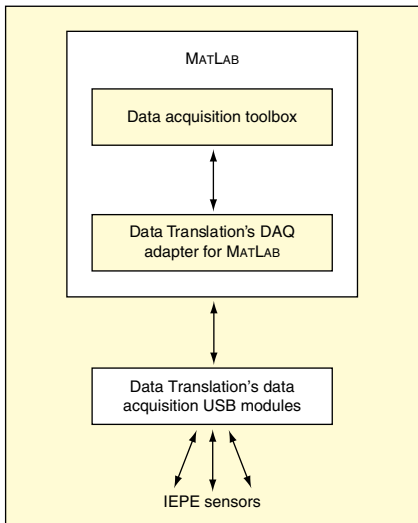 MATLAB
Data acquisition toolbox
Data Translation's DAQ
adapter for MATLAB
Data Translation's data
acquisition USB modules
IEPE sensors